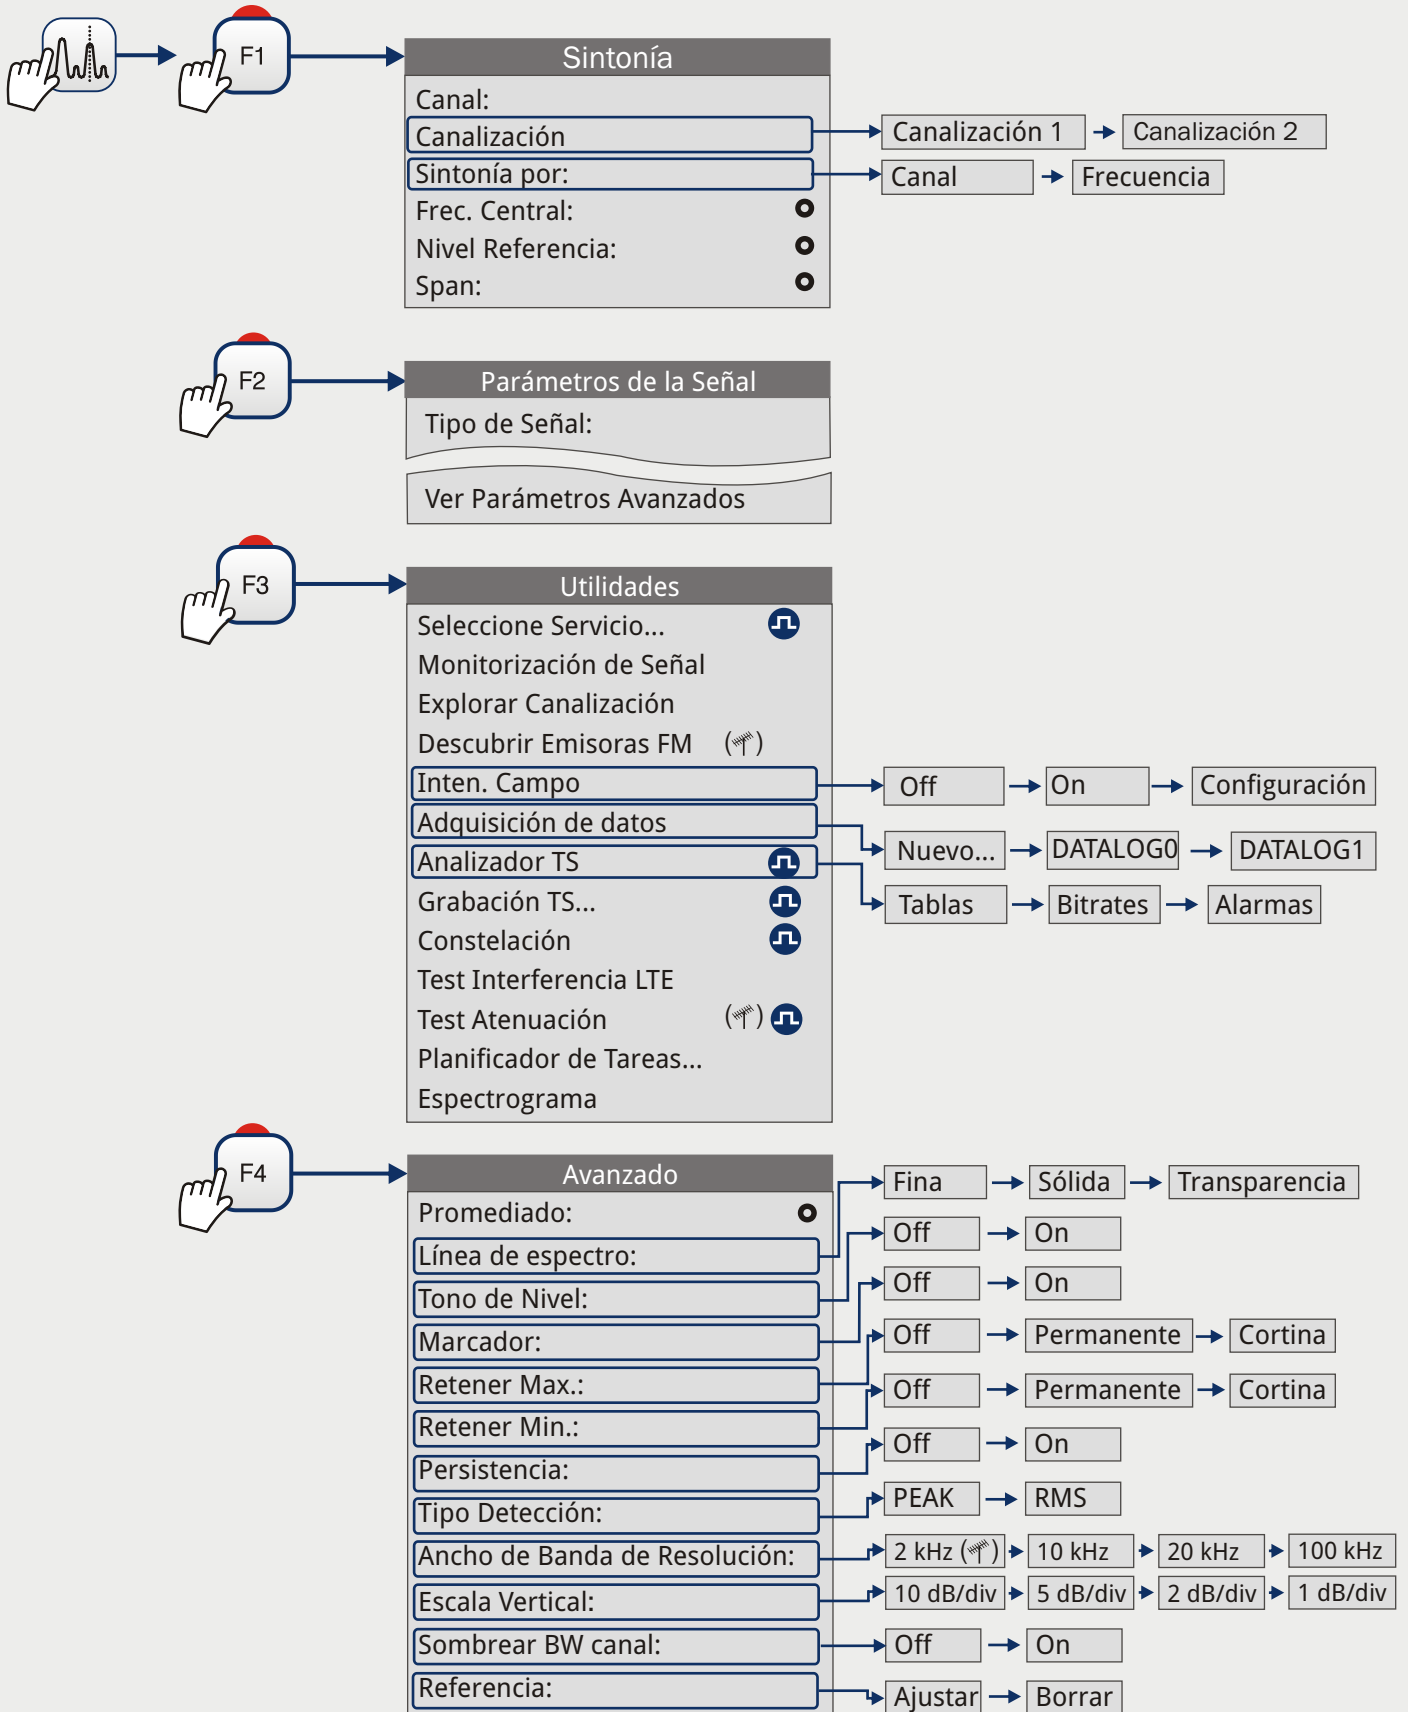 F1
Sintonía
Canal:
Canalización
Canalización 1
Canalización 2
Sintonía por:
Canal
Frecuencia
Frec. Central:
Nivel Referencia:
Span:
F2
Parámetros de la Señal
Tipo de Señal:
Ver Parámetros Avanzados
F3
Utilidades
Seleccione Servicio...
Monitorización de Señal
Explorar Canalización
Descubrir Emisoras FM
Inten. Campo
Off
On
Configuración
Adquisición de datos
Nuevo...
DATALOG0
DATALOG1
Analizador TS
Tablas
Bitrates
Alarmas
Grabación TS...
Constelación
Test Interferencia LTE
Test Atenuación
Planificador de Tareas...
Espectrograma
F4
Avanzado
Promediado:
Línea de espectro:
Fina
Sólida
Transparencia
Tono de Nivel:
Off
On
Marcador:
Off
On
Retener Max.:
Off
Permanente
Cortina
Retener Min.:
Off
Permanente
Cortina
Persistencia:
Off
On
Tipo Detección:
PEAK
RMS
Ancho de Banda de Resolución:
2 kHz ( )
10 kHz
20 kHz
100 kHz
Escala Vertical:
10 dB/div
5 dB/div
2 dB/div
1 dB/div
Sombrear BW canal:
Off
On
Referencia:
Ajustar
Borrar